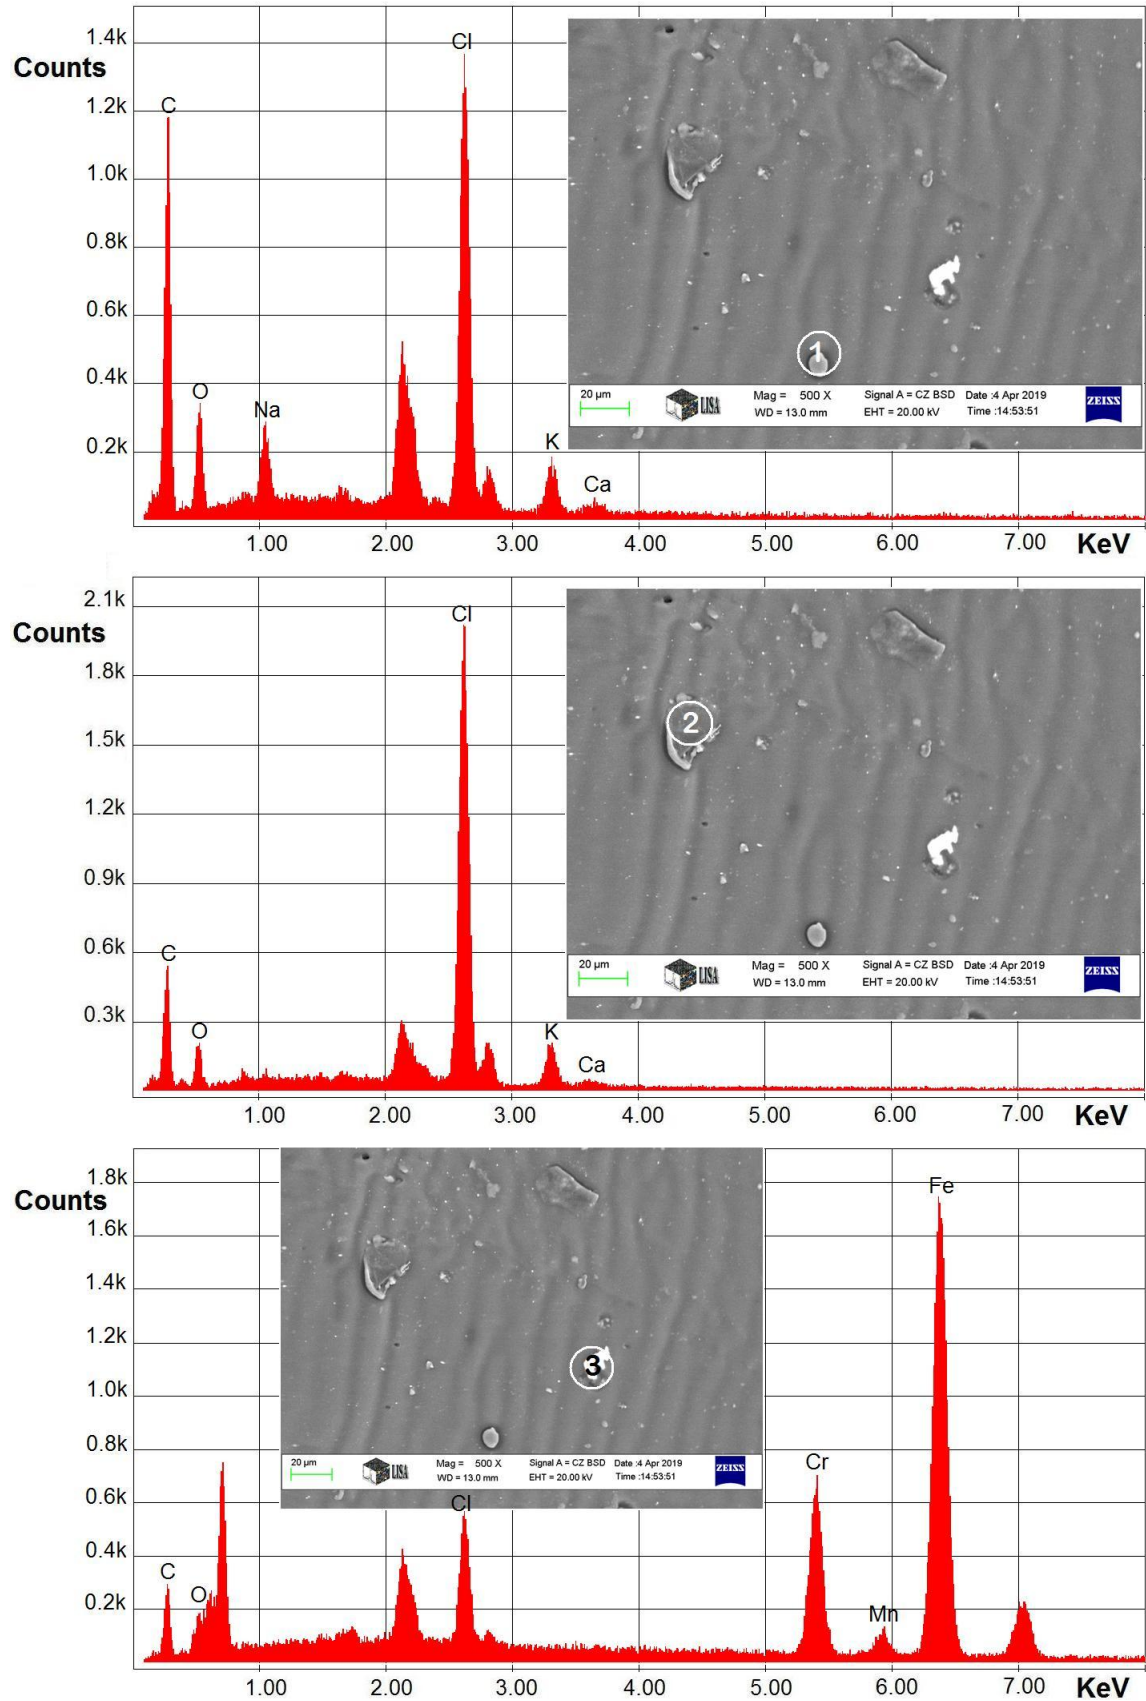 1.4k
Counts
Cl
1.2k
C
1.0k
0.8k
0.6k
0.4k
O
Na
0.2k
K
Ca
1.00 2.00 3.00 4.00 5.00 6.00 7.00 KeV
1
20 µm
LISA
Mag = 500 X Signal A = CZ BSD Date :4 Apr 2019
WD = 13.0 mm EHT = 20.00 kV Time :14:53:51
ZEISS
2.1k
Counts
Cl
1.8k
1.5k
1.2k
0.9k
0.6k
C
0.3k
O
K
Ca
1.00 2.00 3.00 4.00 5.00 6.00 7.00 KeV
2
20 µm
LISA
Mag = 500 X Signal A = CZ BSD Date :4 Apr 2019
WD = 13.0 mm EHT = 20.00 kV Time :14:53:51
ZEISS
1.8k
Counts
Fe
1.6k
1.4k
1.2k
1.0k
0.8k
0.6k
0.4k
0.2k
C
O
Cl
Cr
Mn
1.00 2.00 3.00 4.00 5.00 6.00 7.00 KeV
3
20 µm
LISA
Mag = 500 X Signal A = CZ BSD Date :4 Apr 2019
WD = 13.0 mm EHT = 20.00 kV Time :14:53:51
ZEISS